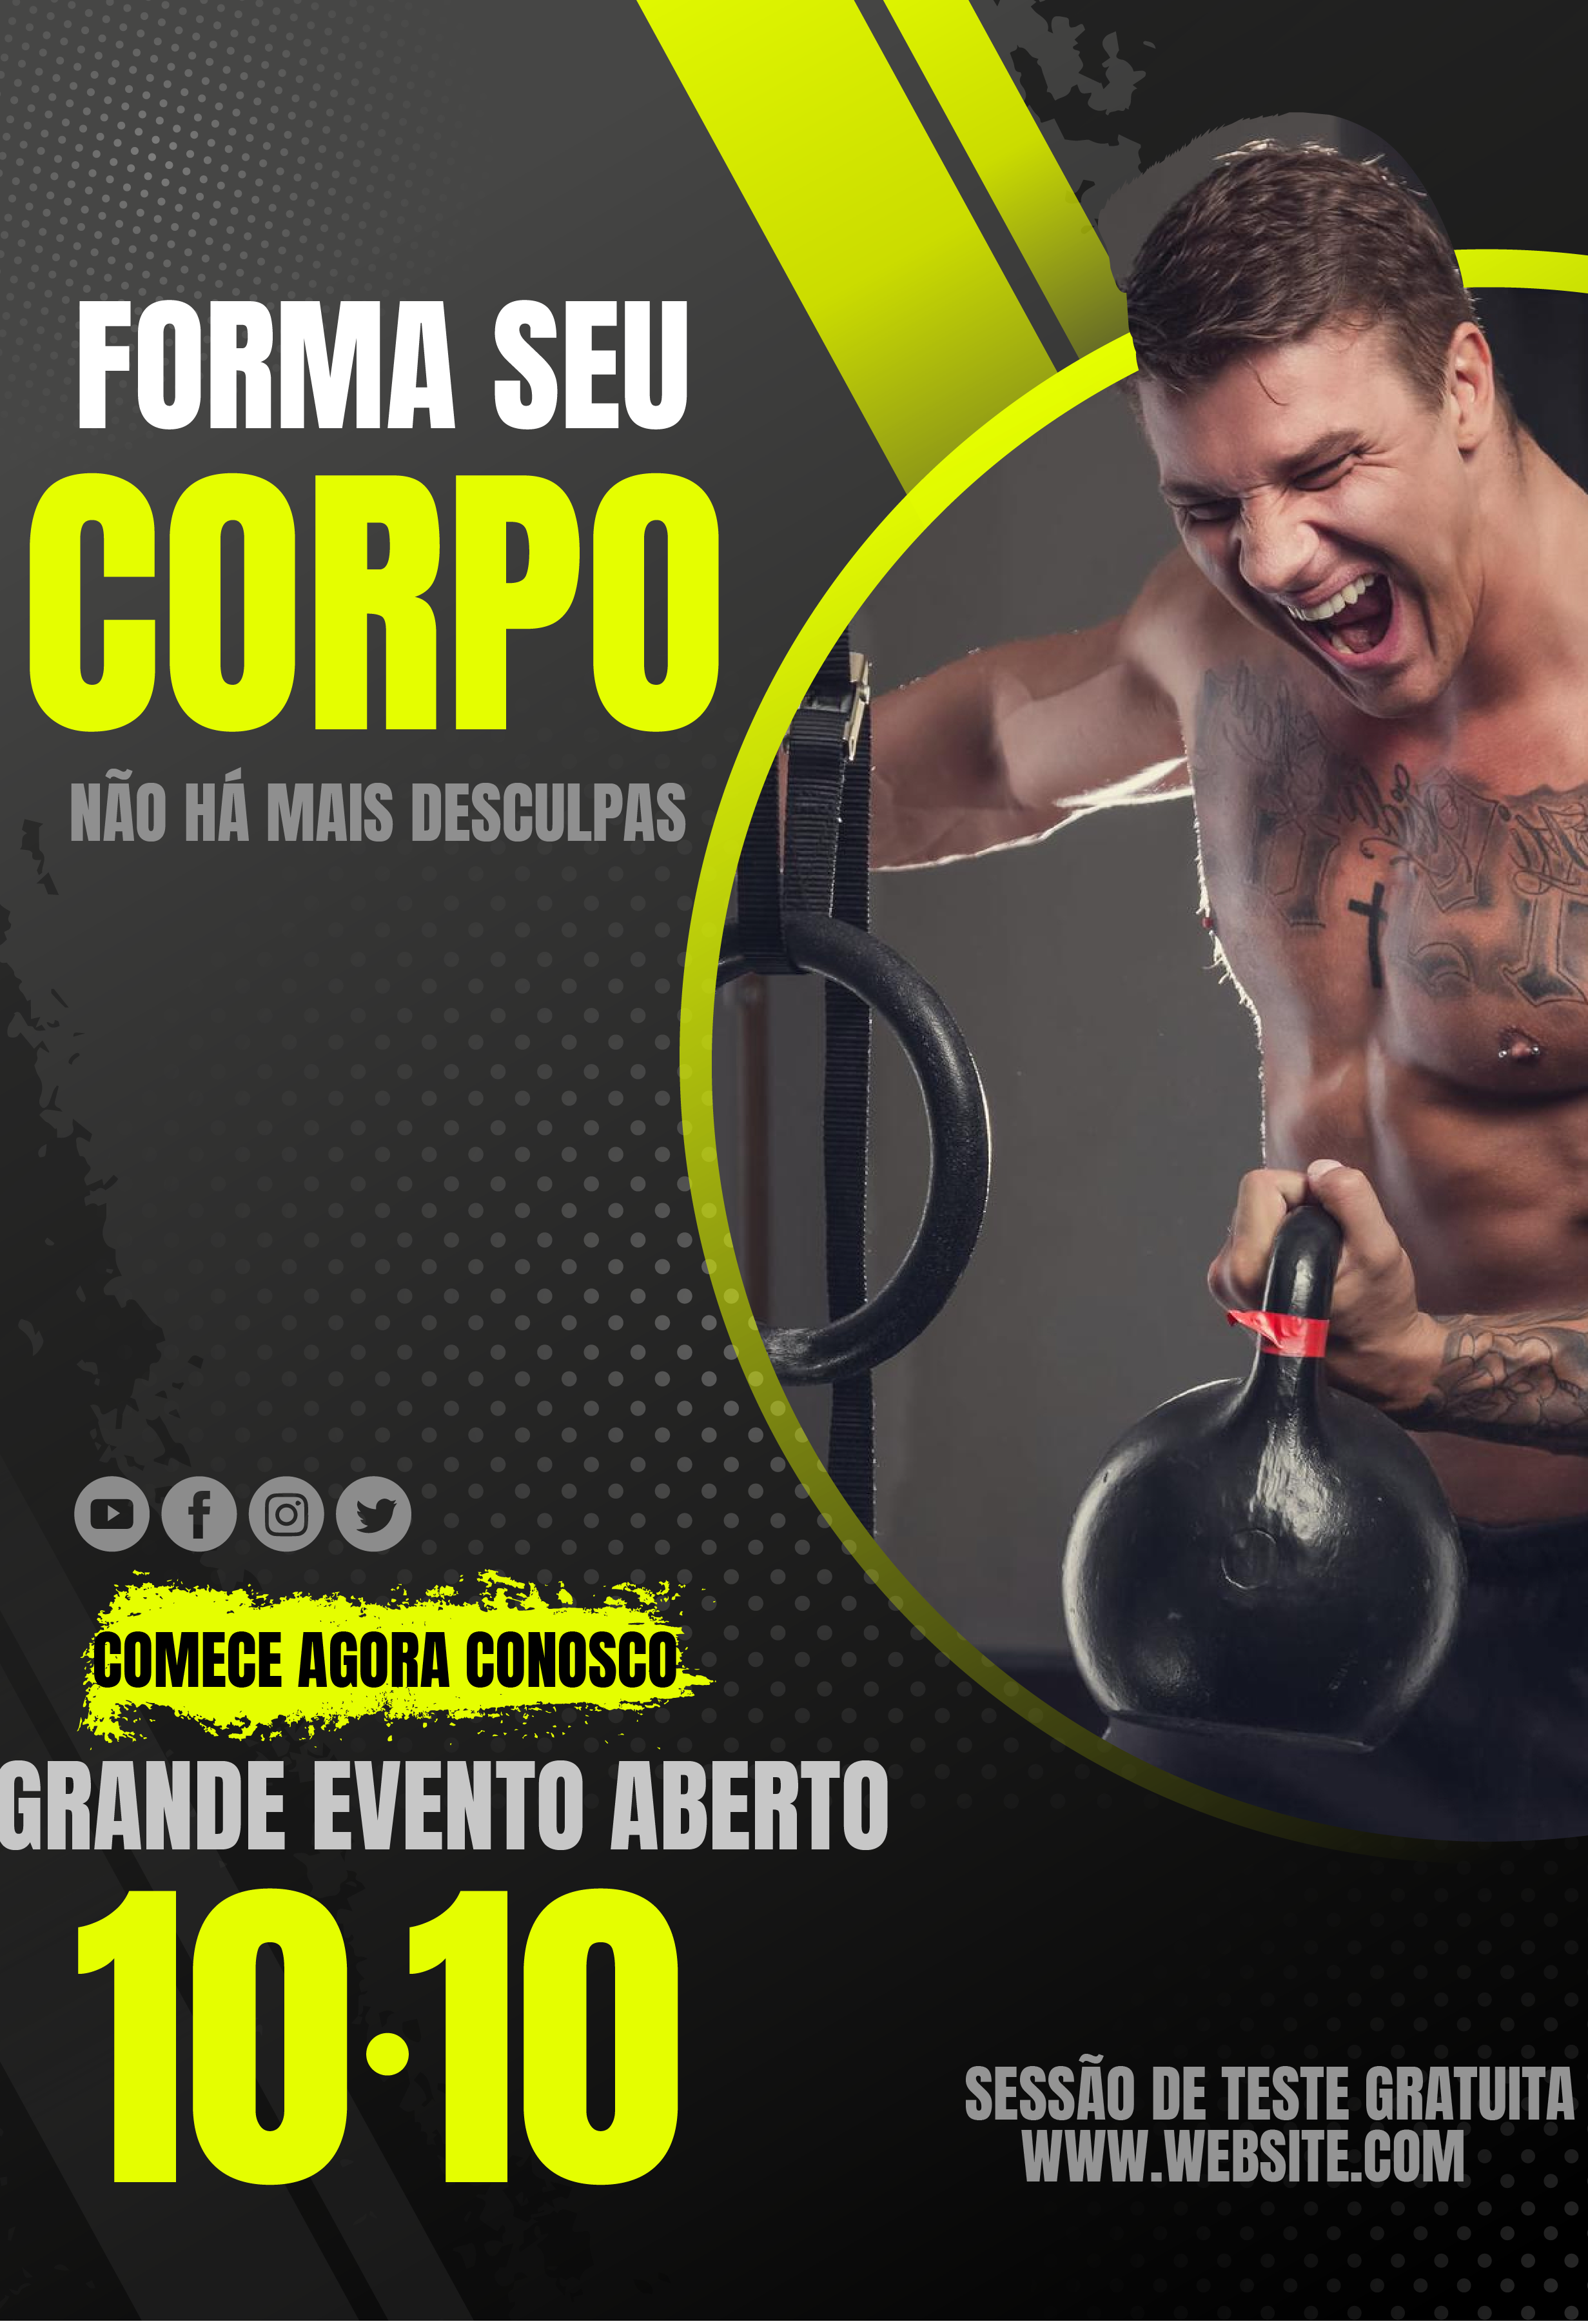 FORMA SEU
CORPO
NÃO HÁ MAIS DESCULPAS
COMECE AGORA CONOSCO
GRANDE EVENTO ABERTO
10·10
SESSÃO DE TESTE GRATUITA
WWW.WEBSITE.COM